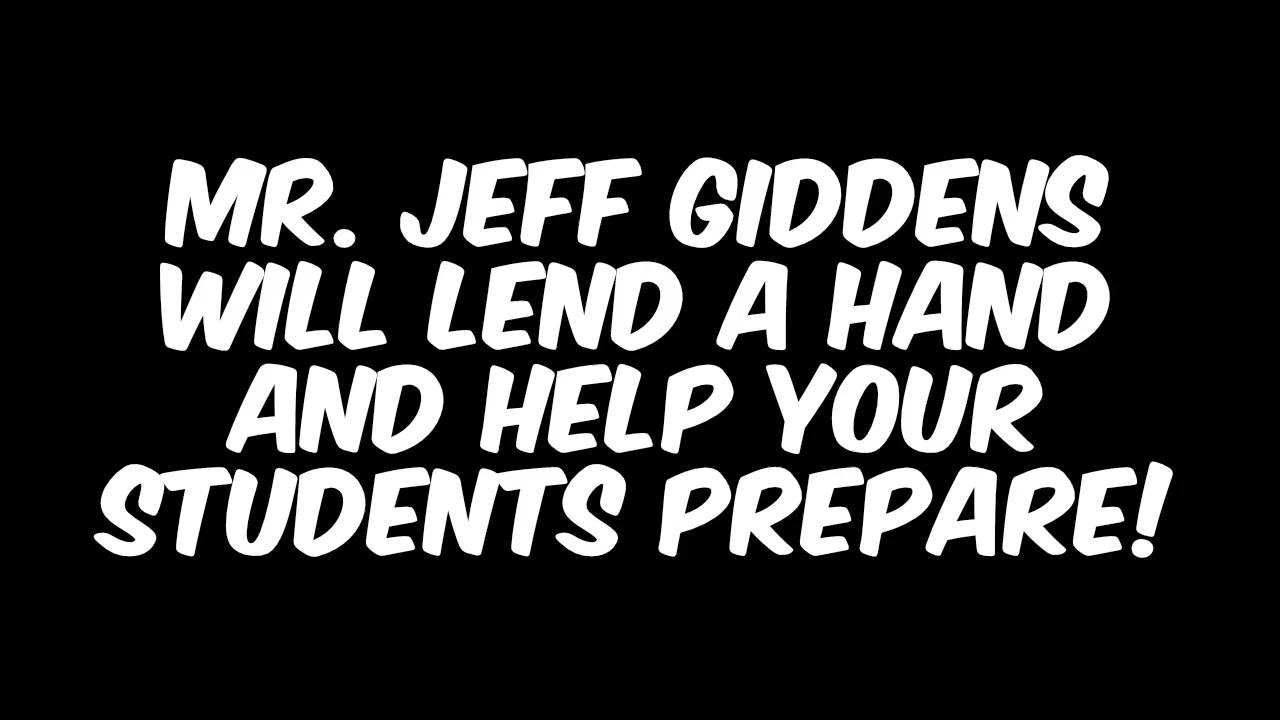 MR. JEFF GIDDENS
WILL LEND A HAND
AND HELP YOUR
STUDENTS PREPARE!